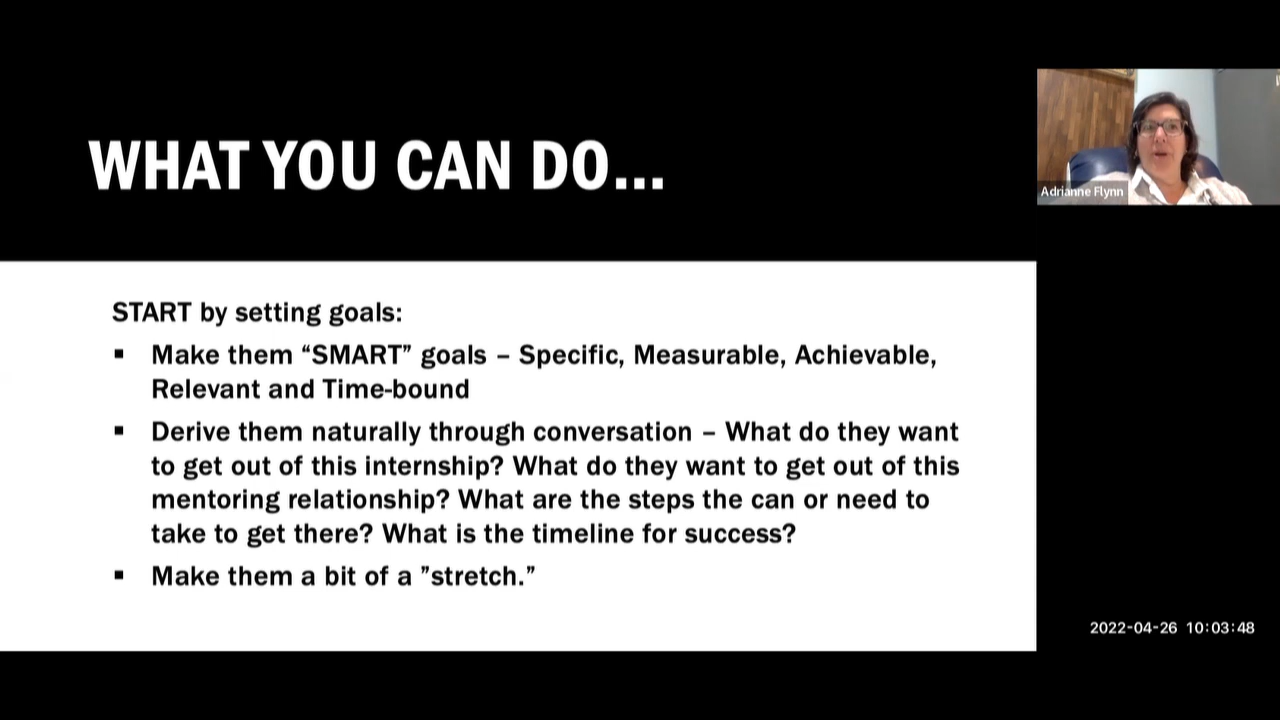 WHAT YOU CAN DO...
Adrianne Flynn
START by setting goals:
▪ Make them “SMART” goals – Specific, Measurable, Achievable,
Relevant and Time-bound
▪ Derive them naturally through conversation – What do they want
to get out of this internship? What do they want to get out of this
mentoring relationship? What are the steps the can or need to
take to get there? What is the timeline for success?
▪ Make them a bit of a ”stretch.”
2022-04-26 10:03:48